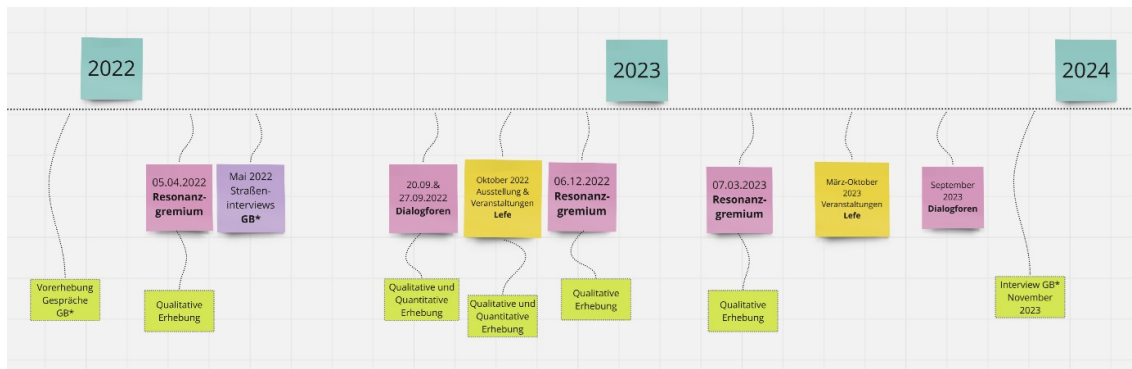 2022
2023
2024
05.04.2022
Resonanz-
gremium
Mai 2022
Straßen-
interviews
GB*
20.09.&
27.09.2022
Dialogforen
Oktober 2022
Ausstellung &
Veranstaltungen
Lefe
06.12.2022
Resonanz-
gremium
07.03.2023
Resonanz-
gremium
März-Oktober
2023
Veranstaltungen
Lefe
September
2023
Dialogforen
Vorerhebung
Gespräche
GB*
Qualitative
Erhebung
Qualitative und
Quantitative
Erhebung
Qualitative und
Quantitative
Erhebung
Qualitative
Erhebung
Qualitative
Erhebung
Interview GB*
November
2023